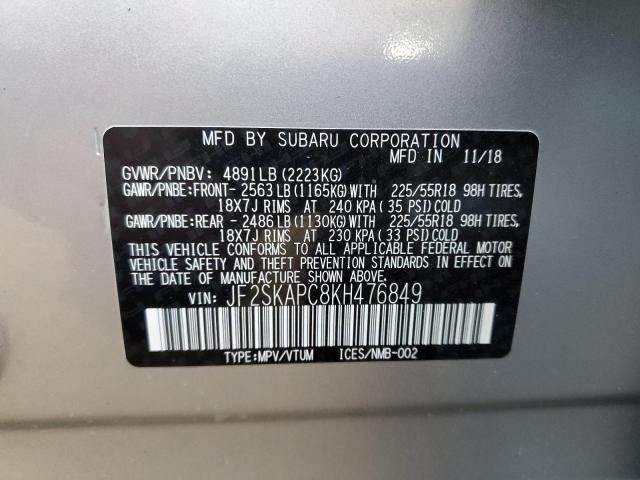 MFD BY SUBARU CORPORATION
MFD IN 11/18
GVWR/PNBV: 4891LB(2223KG)
GAWR/PNBE:FRONT- 2563LB(1165KG)WITH 225/55R18 98H TIRES,
18X7J RIMS AT 240 KPA (35 PSI)COLD
GAWR/PNBE:REAR - 2486LB(1130KG)WITH 225/55R18 98H TIRES,
18X7J RIMS AT 230 KPA (33 PSI)COLD
THIS VEHICLE CONFORMS TO ALL APPLICABLE FEDERAL MOTOR
VEHICLE SAFETY AND THEFT PREVENTION STANDARDS IN EFFECT ON
THE DATE OF MANUFACTURE SHOWN ABOVE.
VIN: JF2SKAPC8KH476849
TYPE:MPV/VTUM ICES/NMB-002